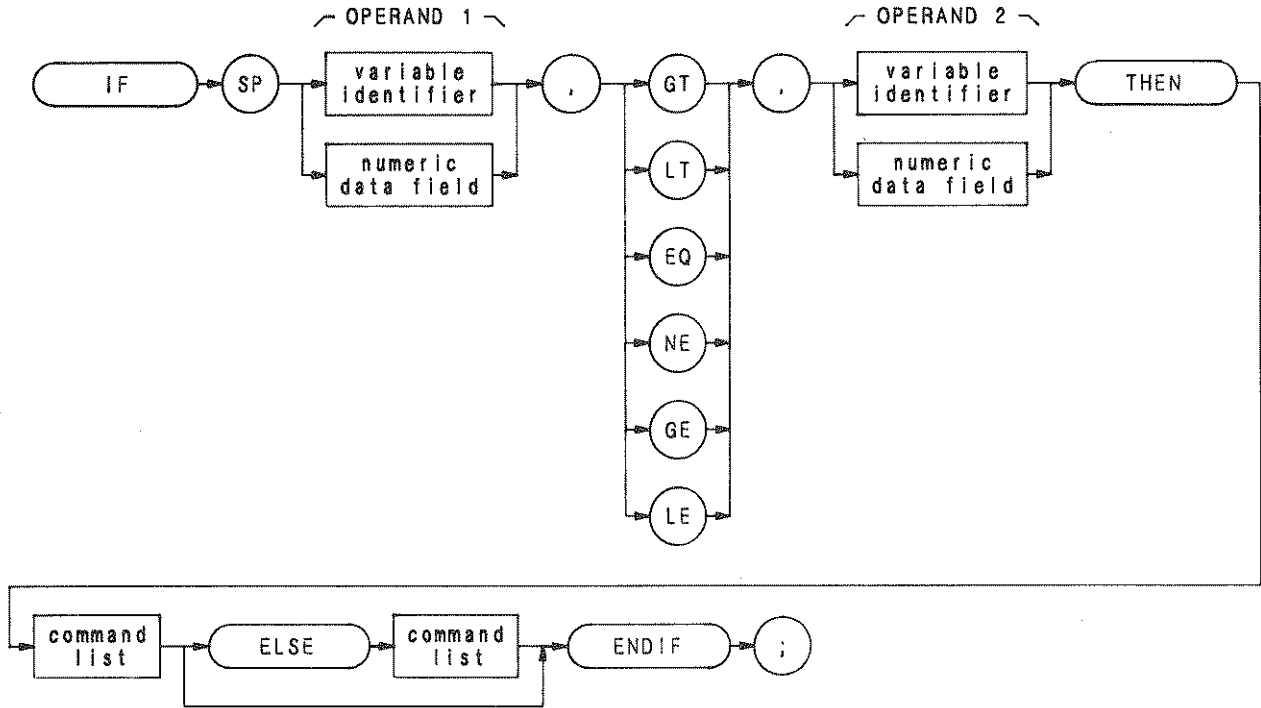 OPERAND 1
OPERAND 2
IF
SP
variable
identifier
,
GT
,
variable
identifier
THEN
numeric
data field
LT
numeric
data field
EQ
NE
GE
LE
command
list
ELSE
command
list
ENDIF
;